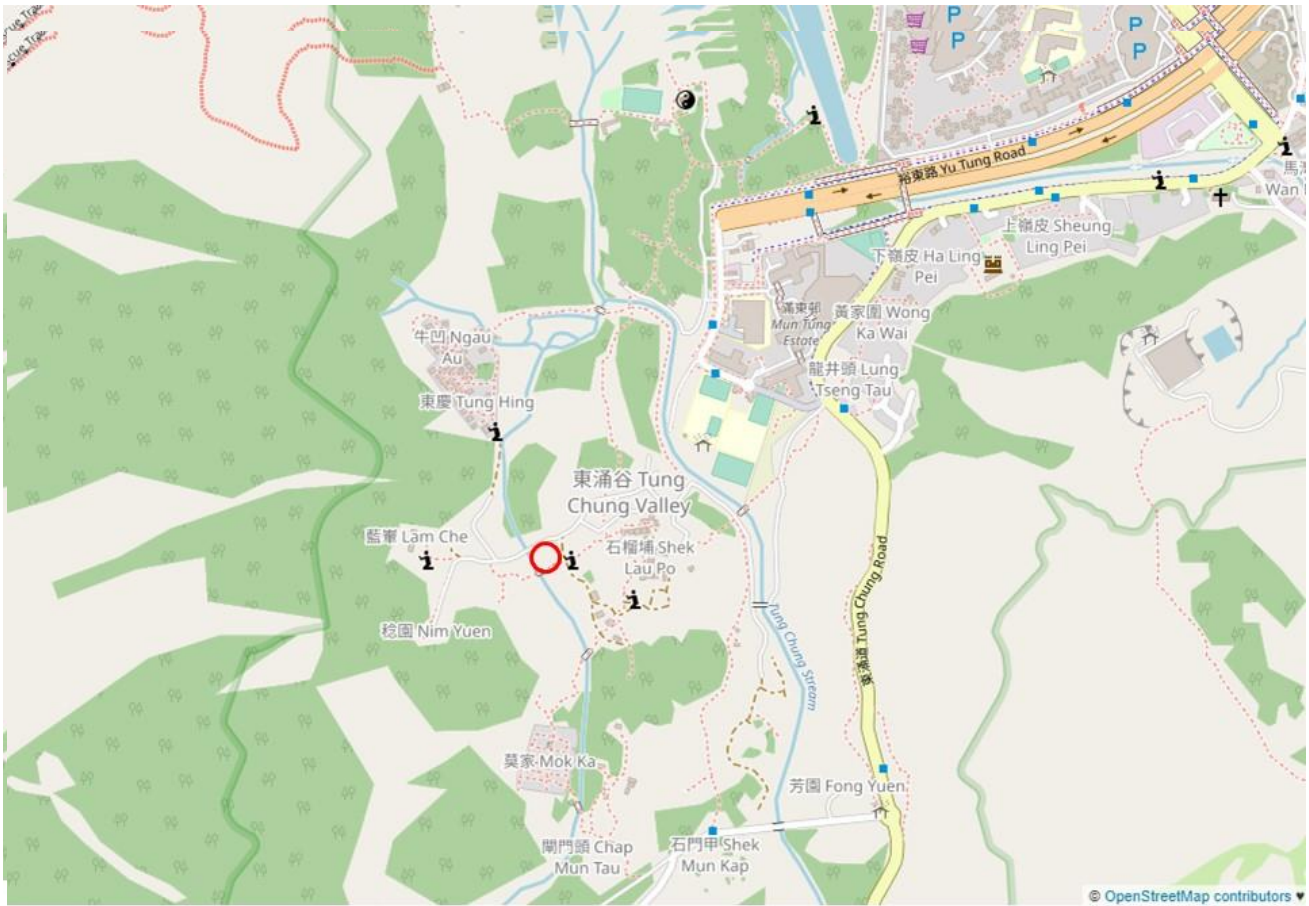 cue Trail
P
P
P
P
裕東路 Yu Tung Road
上嶺皮 Sheung
Ling Pei
下嶺皮 Ha Ling
Pei
滿東邨
Mun Tung
Estate
黃家圍 Wong
Ka Wai
牛凹 Ngau
Au
龍井頭 Lung
Tseng Tau
東慶 Tung Hing
東涌谷 Tung
Chung Valley
藍輋 Lam Che
石榴埔 Shek
Lau Po
稔園 Nim Yuen
Tung Chung Stream
東涌道 Tung Chung Road
莫家 Mok Ka
芳園 Fong Yuen
閘門頭 Chap
Mun Tau
石門甲 Shek
Mun Kap
© OpenStreetMap contributors ♥